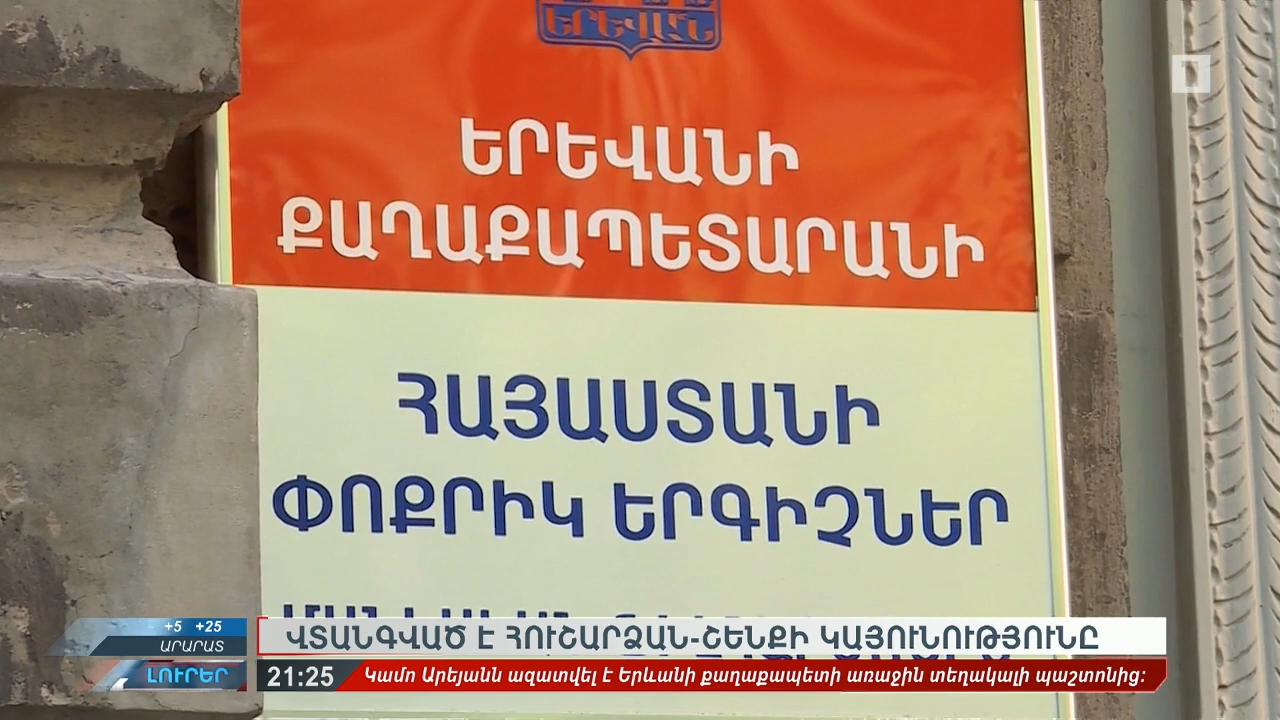 ԵՐԵՎԱՆ
ԵՐԵՎԱՆԻ
ՔԱՂԱՔԱՊԵՏԱՐԱՆԻ
ՀԱՅԱՍՏԱՆԻ
ՓՈՔՐԻԿ ԵՐԳԻՉՆԵՐ
+5 +25
ԱՐԱՐԱՏ
ԼՈՒՐԵՐ
ՎՏԱՆԳՎԱԾ Է ՀՈՒՇԱՐՁԱՆ-ՇԵՆՔԻ ԿԱՅՈՒՆՈՒԹՅՈՒՆԸ
21:25
Կամո Արեյանն ազատվել է Երևանի քաղաքապետի առաջին տեղակալի պաշտոնից: